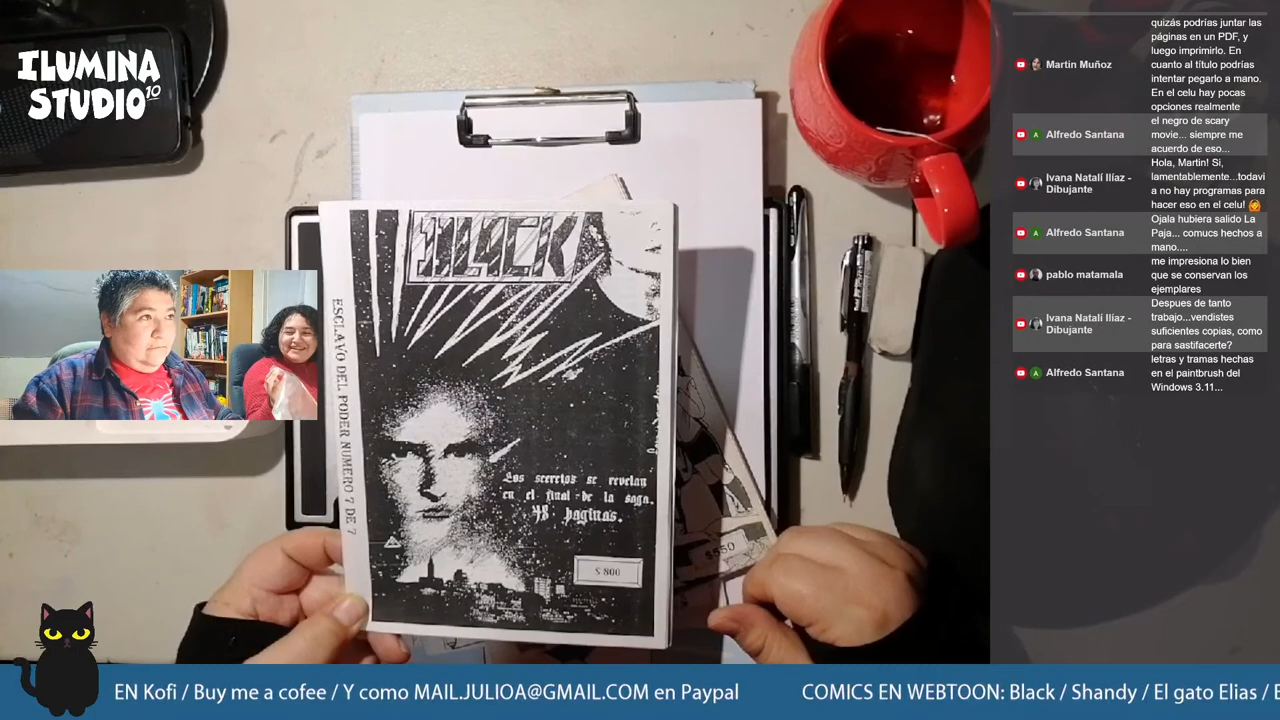 ILUMINA
STUDIO 10
BLACK
ESCLAVO DEL PODER NUMERO 7 DE 7
Los secretos se revelan
en el final de la saga.
48 paginas.
$ 800
$550
quizás podrías juntar las
páginas en un PDF, y
luego imprimirlo. En
Martin Muñoz
cuanto al título podrías
intentar pegarlo a mano.
En el celu hay pocas
opciones realmente
el negro de scary
Alfredo Santana
movie... siempre me
acuerdo de eso...
Hola, Martin! Si,
Ivana Natalí Ilíaz -
Dibujante
lamentablemente...todaví
a no hay programas para
hacer eso en el celu! 🙆
Ojala hubiera salido La
Alfredo Santana
Paja... comucs hechos a
mano....
me impresiona lo bien
pablo matamala
que se conservan los
ejemplares
Despues de tanto
Ivana Natalí Ilíaz -
Dibujante
trabajo...vendistes
suficientes copias, como
para sastifacerte?
letras y tramas hechas
Alfredo Santana
en el paintbrush del
Windows 3.11...
EN Kofi / Buy me a cofee / Y como MAIL.JULIOA@GMAIL.COM en Paypal
COMICS EN WEBTOON: Black / Shandy / El gato Elias /